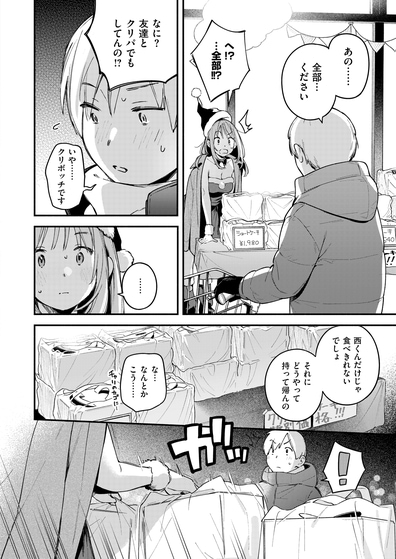 あの…
全部…
ください
へ!?
…全部!!?
ショートケーキ
¥1,980
なに？
友達と
クリパでも
してんの!?
いや……
クリボッチです
西くんだけじゃ
食べきれない
でしょ
それに
どうやって
持って帰んの
な…
なんとか
こう……
ガッ
!